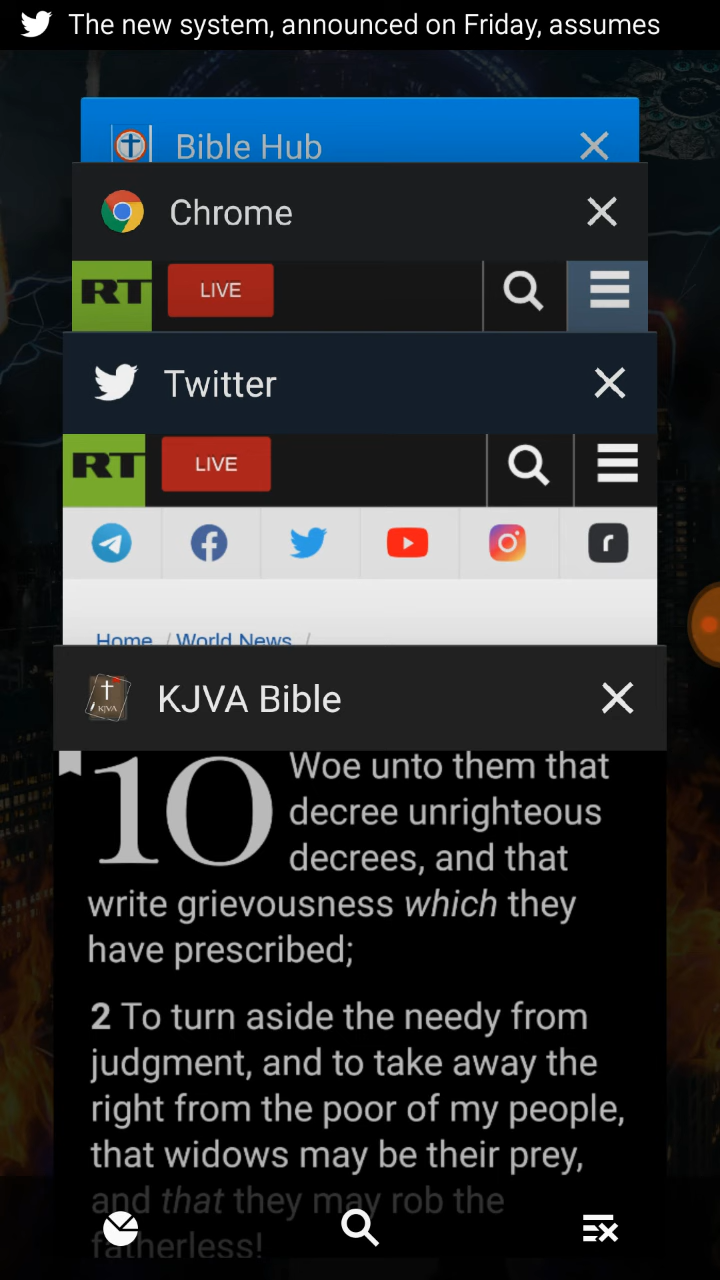 The new system, announced on Friday, assumes
Bible Hub
Chrome
RT LIVE
Twitter
RT LIVE
Home / World News /
KJVA Bible
KJVA
10 Woe unto them that
decree unrighteous
decrees, and that
write grievousness which they
have prescribed;
2 To turn aside the needy from
judgment, and to take away the
right from the poor of my people,
that widows may be their prey,
and that they may rob the
fatherless!